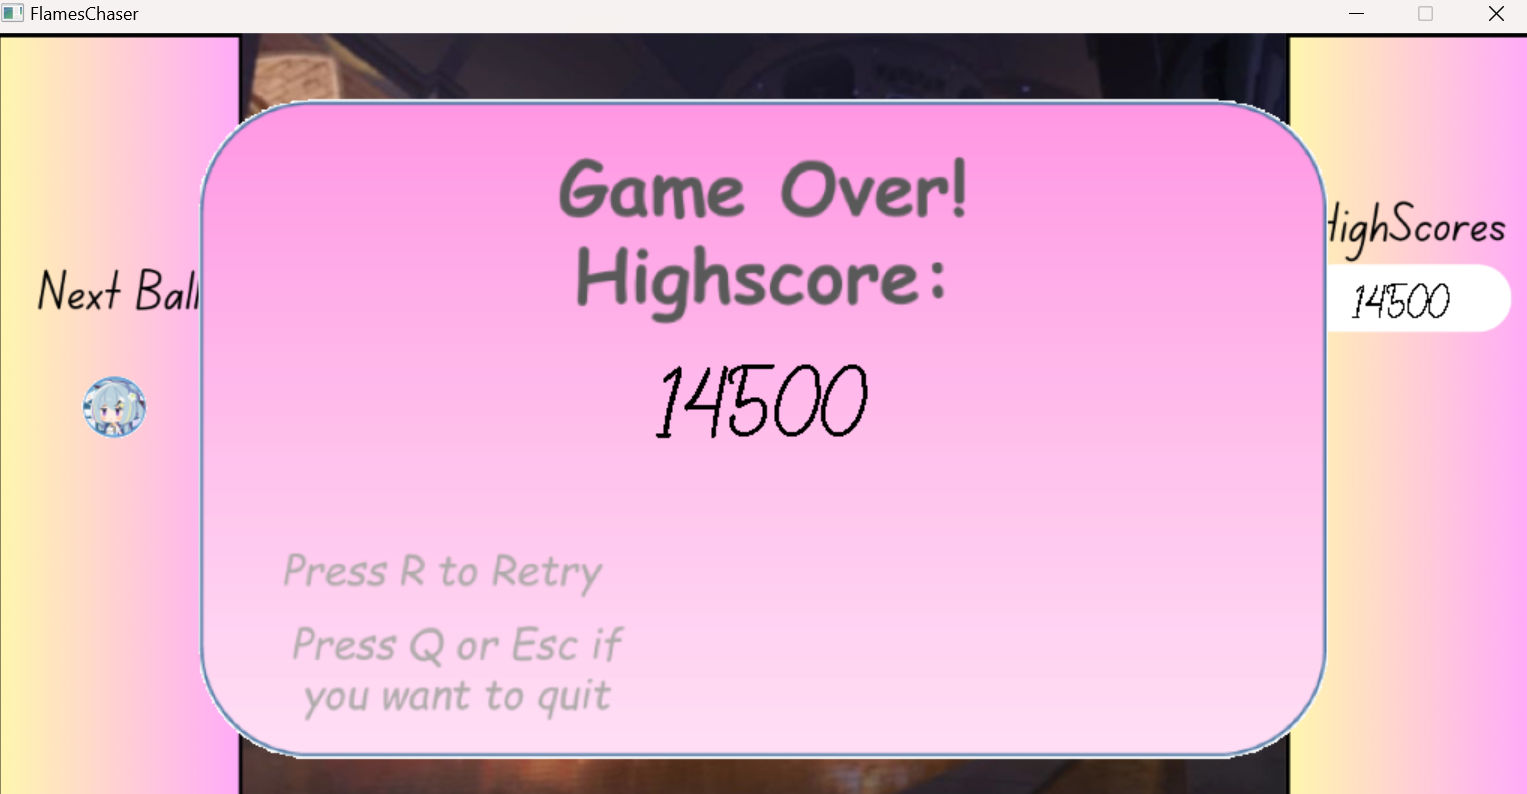 FlamesChaser
Game Over!
Highscore:
14500
Next Ball
HighScores
14500
Press R to Retry
Press Q or Esc if
you want to quit